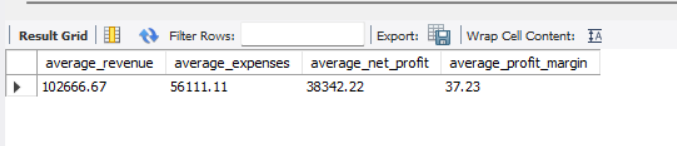 Result Grid Filter Rows: Export: Wrap Cell Content: IA
average_revenue average_expenses average_net_profit average_profit_margin
102666.67 56111.11 38342.22 37.23